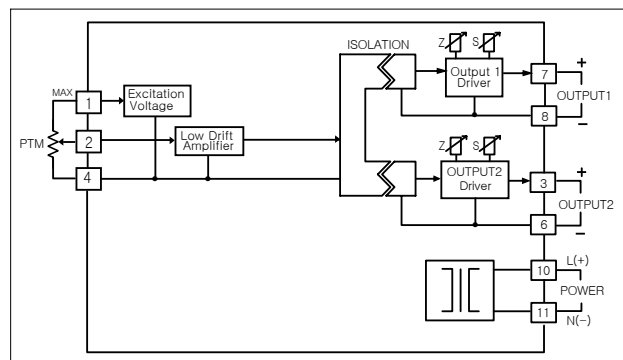 ISOLATION
Z S
MAX
1
Excitation
Voltage
Output 1
Driver
7
+
OUTPUT1
8
−
PTM
2
Low Drift
Amplifier
4
Z S
OUTPUT2
Driver
3
+
OUTPUT2
6
−
10
L(+)
POWER
11
N(−)